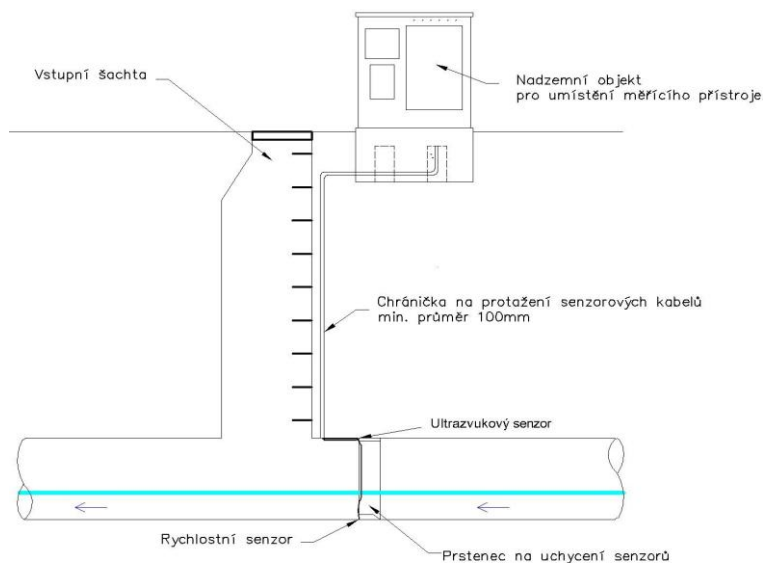 Vstupní šachta
Nadzemní objekt
pro umístění měřícího přístroje
Chránička na protažení senzorových kabelů
min. průměr 100mm
Ultrazvukový senzor
Rychlostní senzor
Prstenec na uchycení senzorů